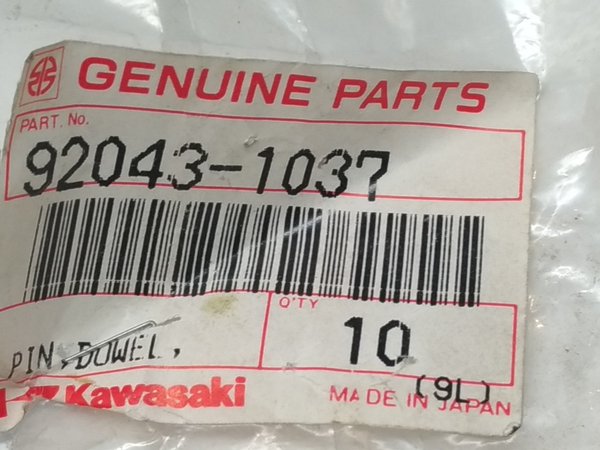 GENUINE PARTS
PART. No.
92043-1037
Q'TY
PIN, DOWEL,
10
Kawasaki
MADE IN JAPAN
(9L)